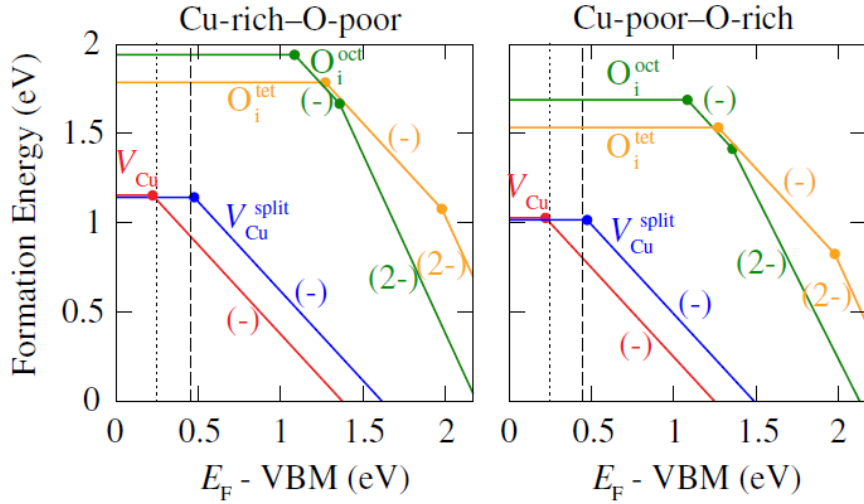 Cu-rich–O-poor
Cu-poor–O-rich
Formation Energy (eV)
2
1.5
1
0.5
0
O_i^oct
(-)
O_i^tet
(-)
V_Cu
V_Cu^split
(-)
(-)
(2-)
(2-)
O_i^oct
(-)
O_i^tet
(-)
V_Cu
V_Cu^split
(2-)
(-)
(2-)
(-)
0 0.5 1 1.5 2
0 0.5 1 1.5 2
E_F - VBM (eV)
E_F - VBM (eV)